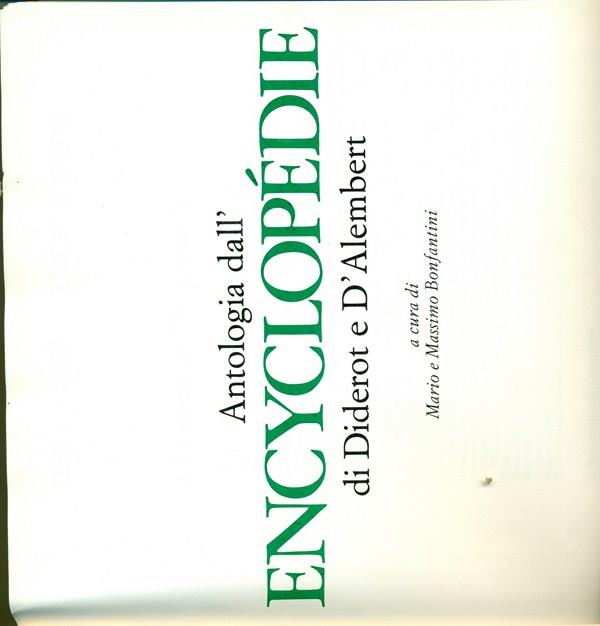 Antologia dall'
ENCYCLOPÉDIE
di Diderot e D'Alembert
a cura di
Mario e Massimo Bonfantini